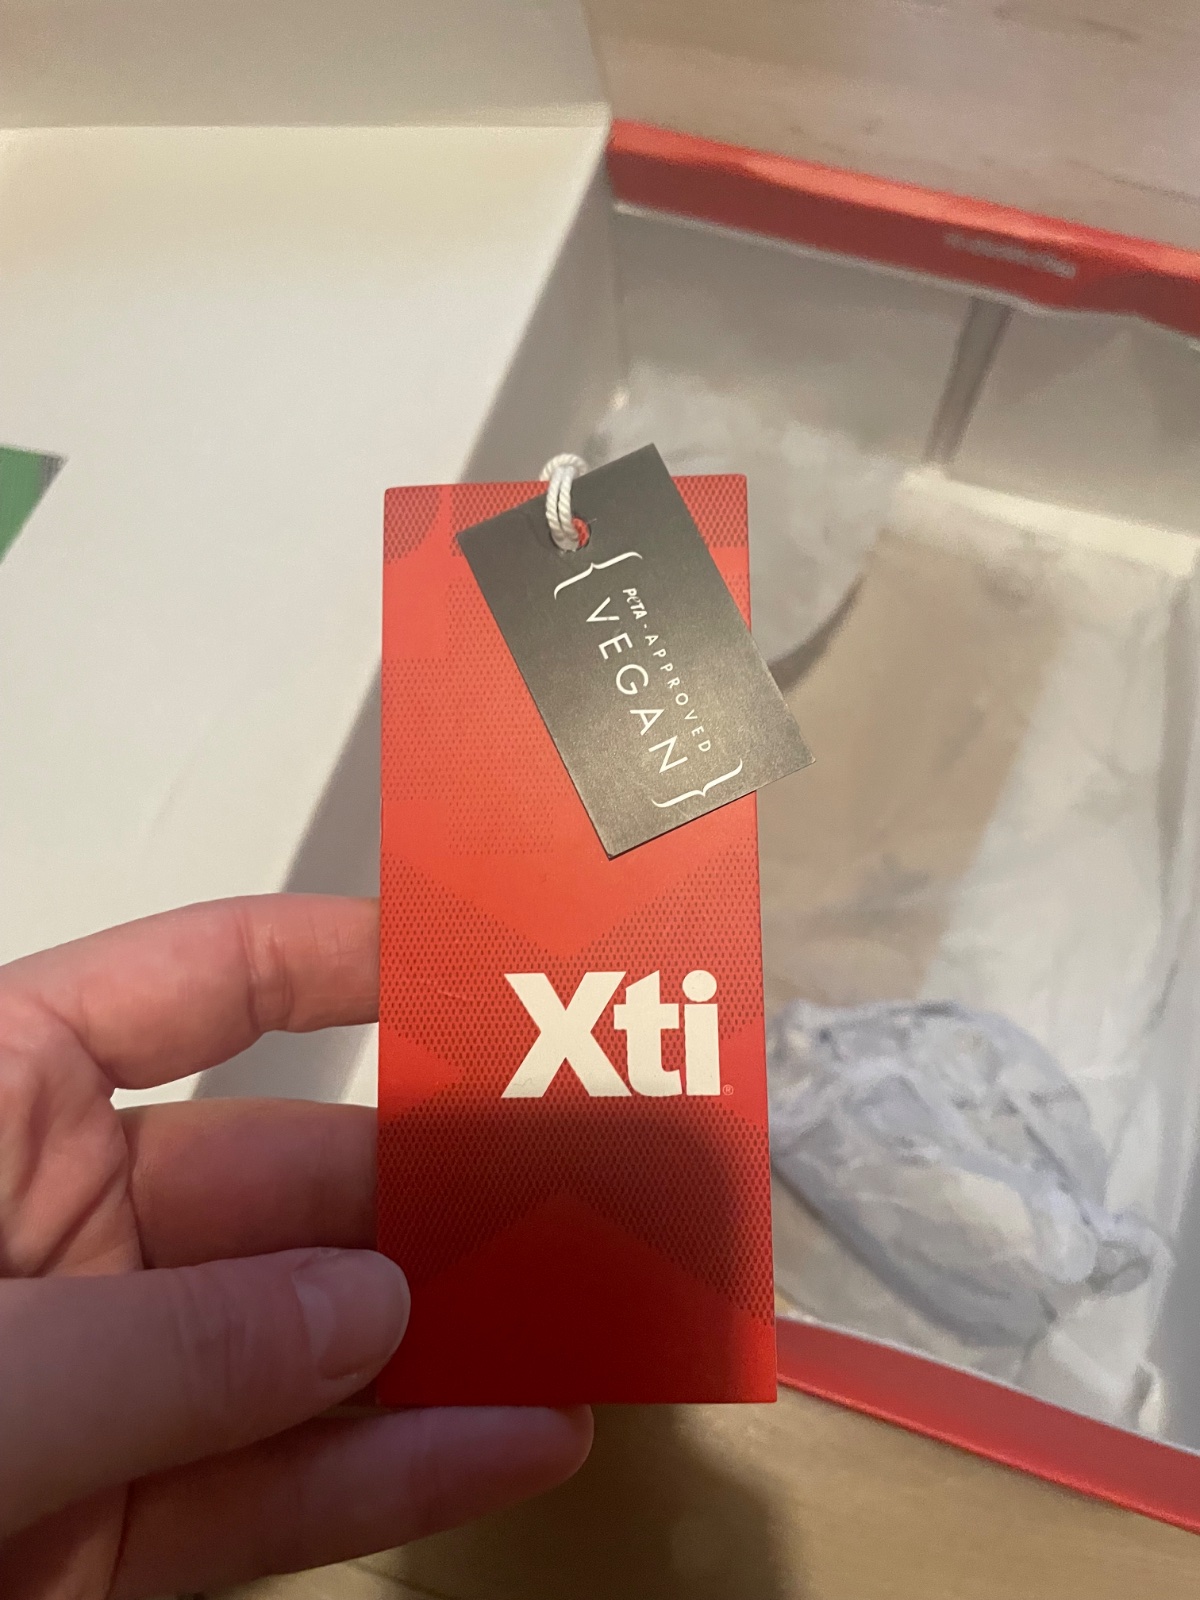 PETA - APPROVED
VEGAN
Xti®